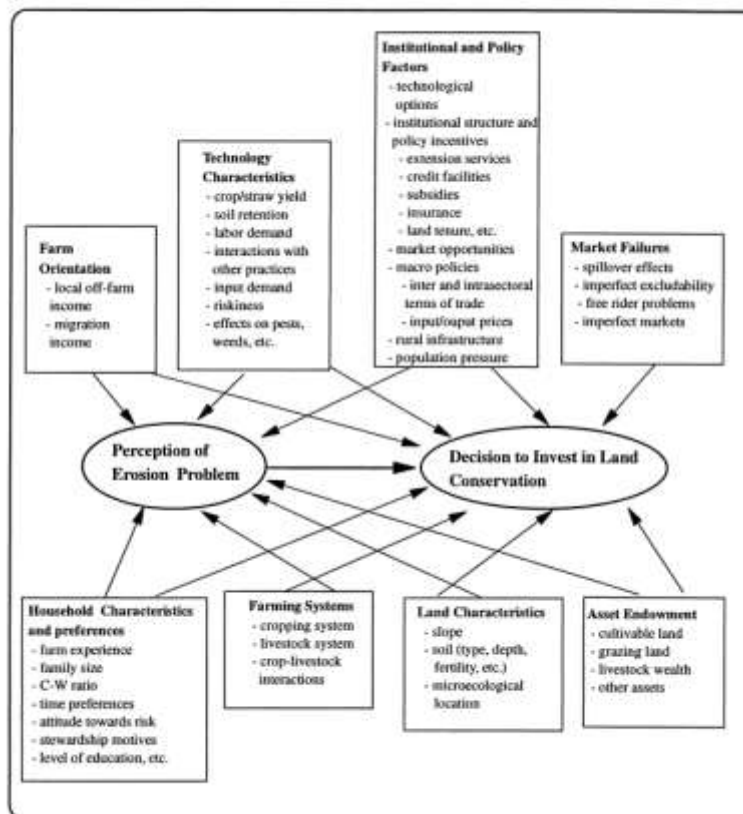 Institutional and Policy
Factors
- technological
options
- institutional structure and
policy incentives
- extension services
- credit facilities
- subsidies
- insurance
- land tenure, etc.
- market opportunities
- macro policies
- inter and intrasectoral
terms of trade
- input/ouput prices
- rural infrastructure
- population pressure
Technology
Characteristics
- crop/straw yield
- soil retention
- labor demand
- interactions with
other practices
- input demand
- riskiness
- effects on pests,
weeds, etc.
Farm
Orientation
- local off-farm
income
- migration
income
Market Failures
- spillover effects
- imperfect excludability
- free rider problems
- imperfect markets
Perception of
Erosion Problem
Decision to Invest in Land
Conservation
Household Characteristics
and preferences
- farm experience
- family size
- C-W ratio
- time preferences
- attitude towards risk
- stewardship motives
- level of education, etc.
Farming Systems
- cropping system
- livestock system
- crop-livestock
interactions
Land Characteristics
- slope
- soil (type, depth,
fertility, etc.)
- microecological
location
Asset Endowment
- cultivable land
- grazing land
- livestock wealth
- other assets